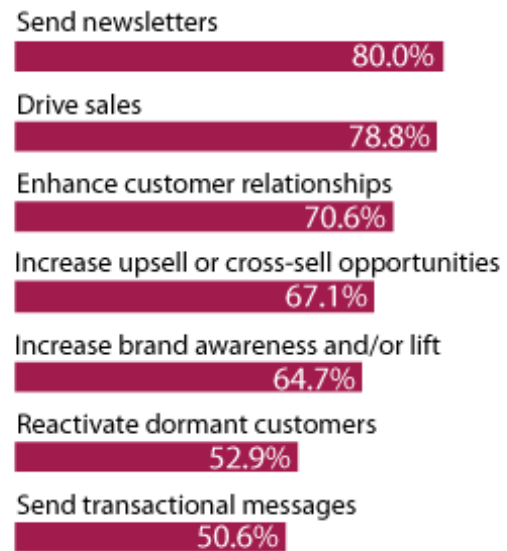 Send newsletters
80.0%
Drive sales
78.8%
Enhance customer relationships
70.6%
Increase upsell or cross-sell opportunities
67.1%
Increase brand awareness and/or lift
64.7%
Reactivate dormant customers
52.9%
Send transactional messages
50.6%